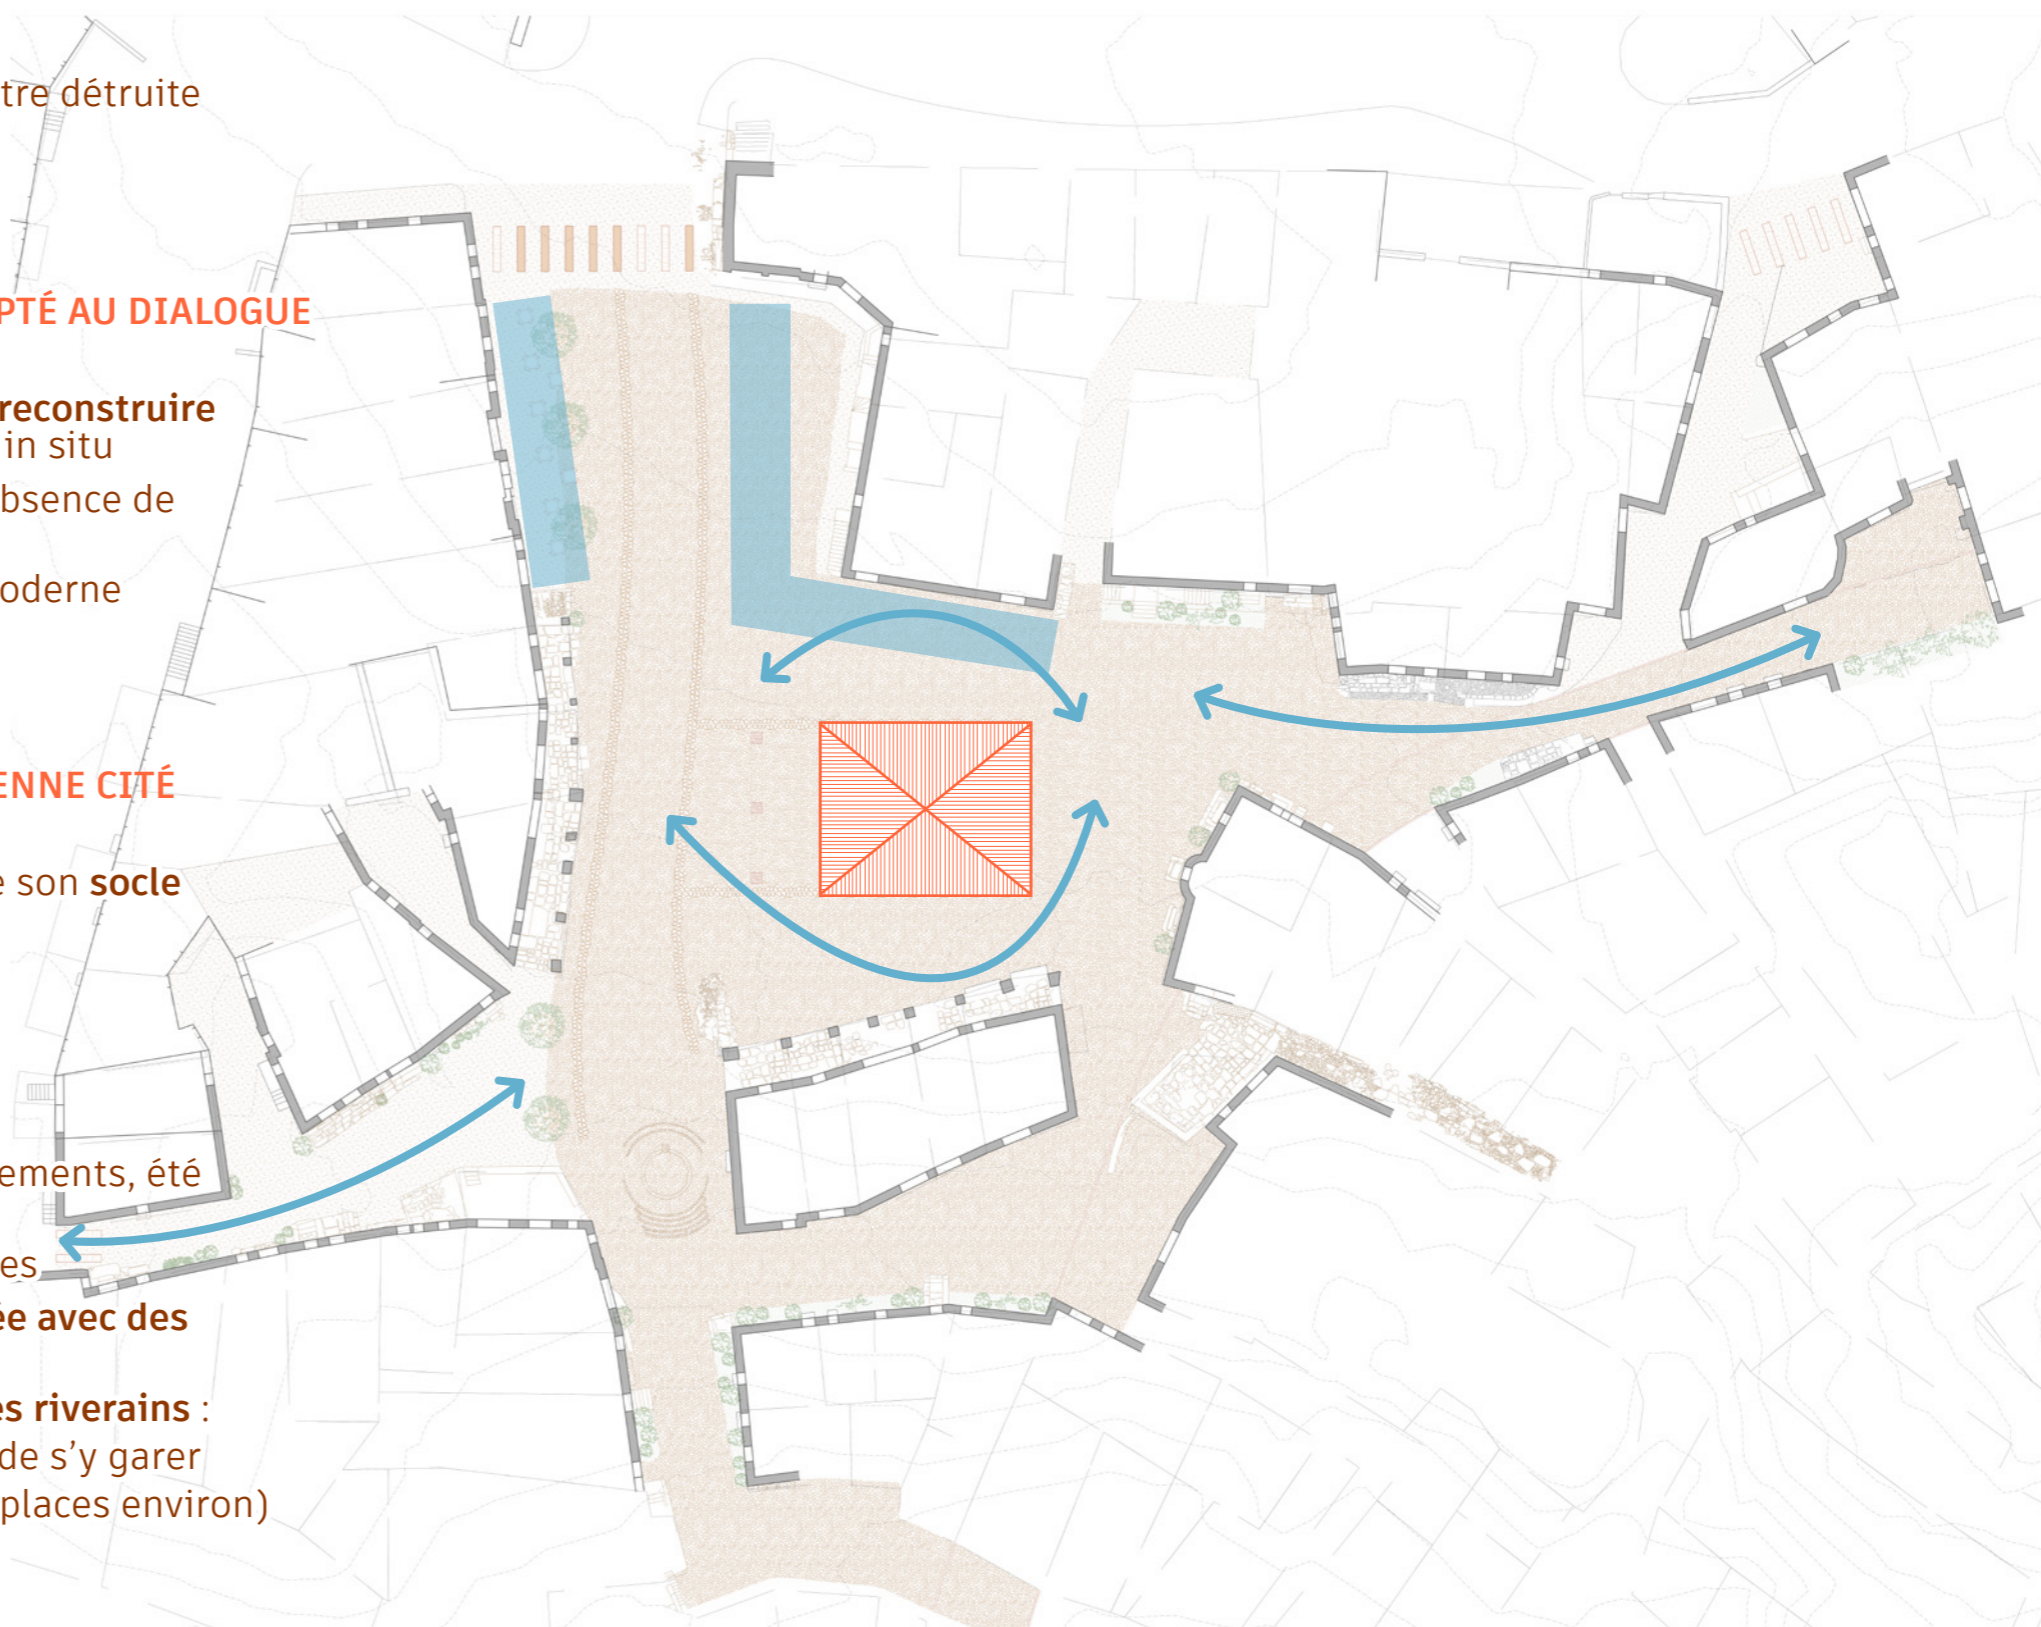 tre détruite
PTÉ AU DIALOGUE
reconstruire
in situ
bsence de
oderne
ENNE CITÉ
e son socle
ements, été
es
ée avec des
es riverains :
de s'y garer
places environ)